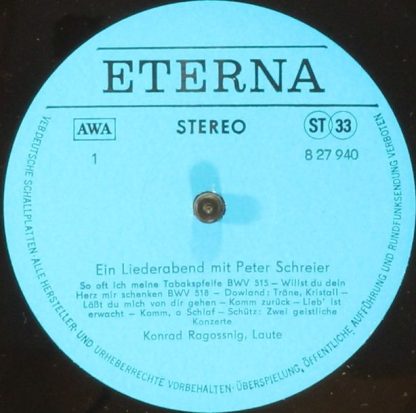 ETERNA
AWA
STEREO
ST 33
1
8 27 940
Ein Liederabend mit Peter Schreier
So oft ich meine Tabakspfeife BWV 515 – Willst du dein
Herz mir schenken BWV 518 – Dowland: Träne, Kristall –
Läßt du mich von dir gehen – Komm zurück – Lieb' ist
erwacht – Komm, o Schlaf – Schütz: Zwei geistliche
Konzerte
Konrad Ragossnig, Laute
VEB DEUTSCHE SCHALLPLATTEN · ALLE HERSTELLER- UND URHEBERRECHTE VORBEHALTEN · ÜBERSPIELUNG, ÖFFENTLICHE AUFFÜHRUNG UND RUNDFUNKSENDUNG VERBOTEN